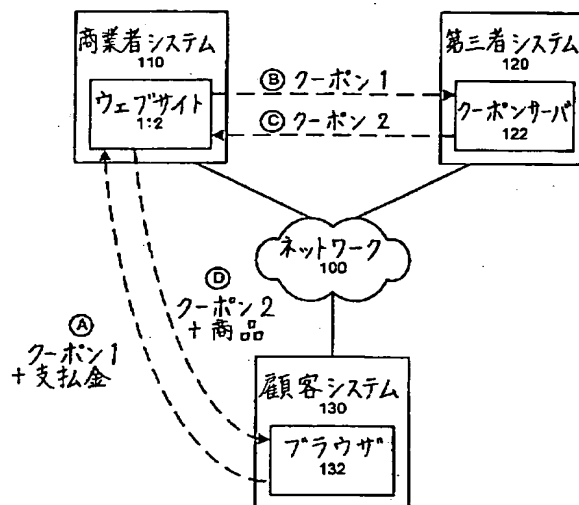 商業者システム
110
ウェブサイト
1:2
第三者システム
120
クーポンサーバ
122
Ⓑ クーポン 1
Ⓒ クーポン 2
ネットワーク
100
Ⓓ
クーポン 2
+ 商品
Ⓐ
クーポン 1
+ 支払金
顧客システム
130
ブラウザ
132